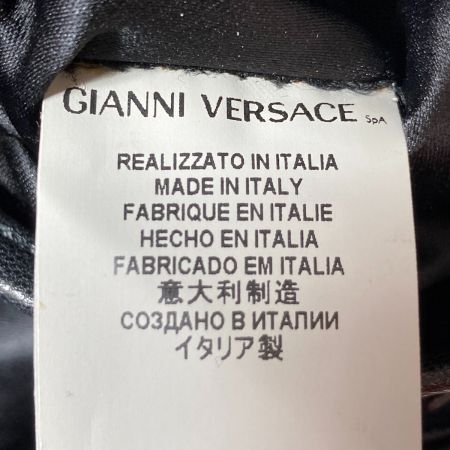 GIANNI VERSACE SpA
REALIZZATO IN ITALIA
MADE IN ITALY
FABRIQUE EN ITALIE
HECHO EN ITALIA
FABRICADO EM ITALIA
意大利制造
СОЗДАНО В ИТАЛИИ
イタリア製